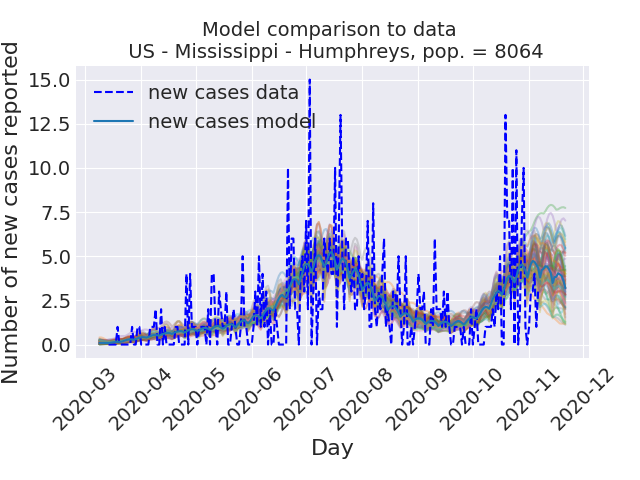 Model comparison to data
US - Mississippi - Humphreys, pop. = 8064
Number of new cases reported
15.0
12.5
10.0
7.5
5.0
2.5
0.0
new cases data
new cases model
2020-03
2020-04
2020-05
2020-06
2020-07
2020-08
2020-09
2020-10
2020-11
2020-12
Day